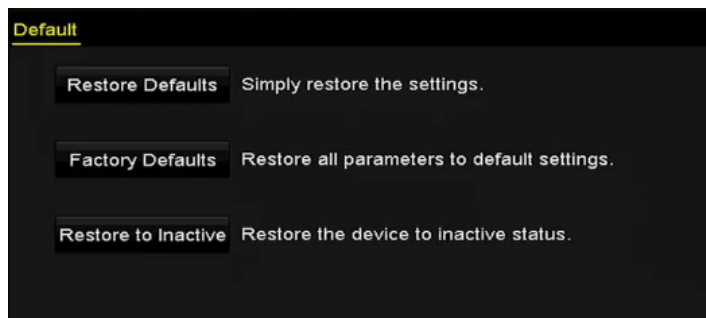 Default
Restore Defaults Simply restore the settings.
Factory Defaults Restore all parameters to default settings.
Restore to Inactive Restore the device to inactive status.